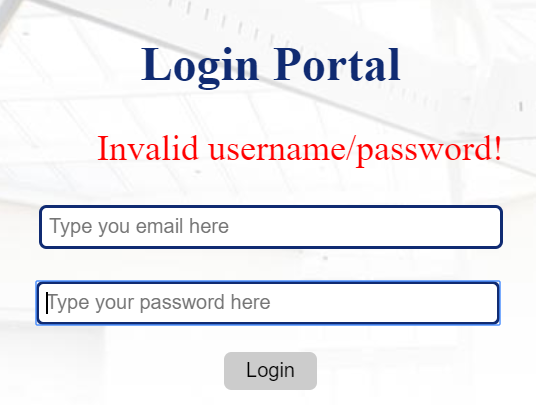 Login Portal
Invalid username/password!
Type you email here
Type your password here
Login